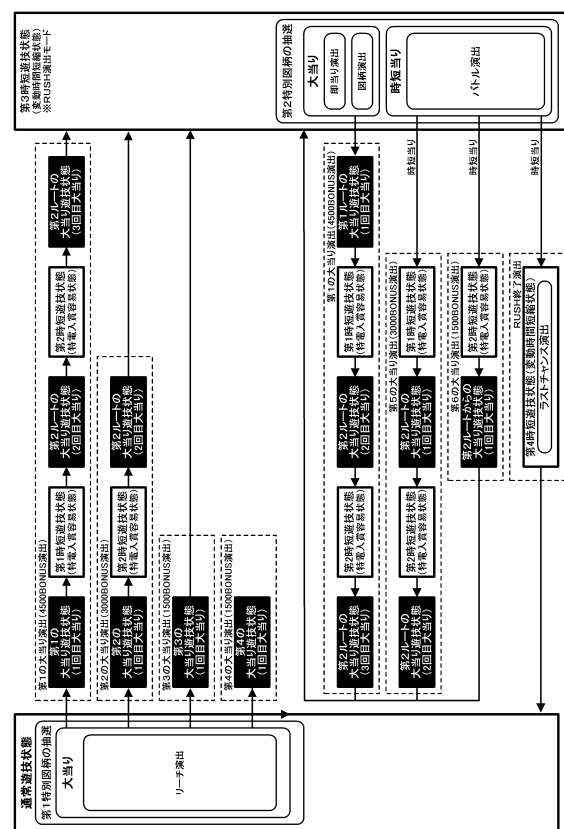 通常遊技状態
第1特別図柄の抽選
大当り
リーチ演出
第1の大当り演出(4500BONUS演出)
第1の
大当り遊技状態
(1回目大当り)
第1時短遊技状態
(特電入賞容易状態)
第2ルートの
大当り遊技状態
(2回目大当り)
第2時短遊技状態
(特電入賞容易状態)
第2ルートの
大当り遊技状態
(3回目大当り)
第2の大当り演出(3000BONUS演出)
第2の
大当り遊技状態
(1回目大当り)
第2時短遊技状態
(特電入賞容易状態)
第2ルートの
大当り遊技状態
(2回目大当り)
第3の大当り演出(1500BONUS演出)
第3の
大当り遊技状態
(1回目大当り)
第4の大当り演出(1500BONUS演出)
第4の
大当り遊技状態
(1回目大当り)
第3時短遊技状態
(変動時間短縮状態)
※RUSH演出モード
第2特別図柄の抽選
大当り
即当り演出
図柄演出
時短当り
バトル演出
第1の大当り演出(4500BONUS演出)
第1ルートの
大当り遊技状態
(1回目大当り)
第1時短遊技状態
(特電入賞容易状態)
第2ルートの
大当り遊技状態
(2回目大当り)
第2時短遊技状態
(特電入賞容易状態)
第2ルートの
大当り遊技状態
(3回目大当り)
時短当り
第5の大当り演出(3000BONUS演出)
第1時短遊技状態
(特電入賞容易状態)
第2ルートの
大当り遊技状態
(1回目大当り)
第2時短遊技状態
(特電入賞容易状態)
第2ルートの
大当り遊技状態
(2回目大当り)
時短当り
第6の大当り演出(1500BONUS演出)
第2時短遊技状態
(特電入賞容易状態)
第2ルートからの
大当り遊技状態
(1回目大当り)
時短当り
RUSH終了演出
第4時短遊技状態(変動時間短縮状態)
ラストチャンス演出